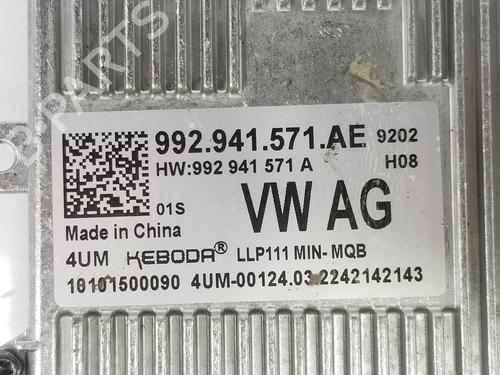 992.941.571.AE 9202
HW:992 941 571 A H08
01S VW AG
Made in China
4UM KEBODA® LLP111 MIN- MQB
10101500090 4UM-00124.03 2242142143
B-PARTS